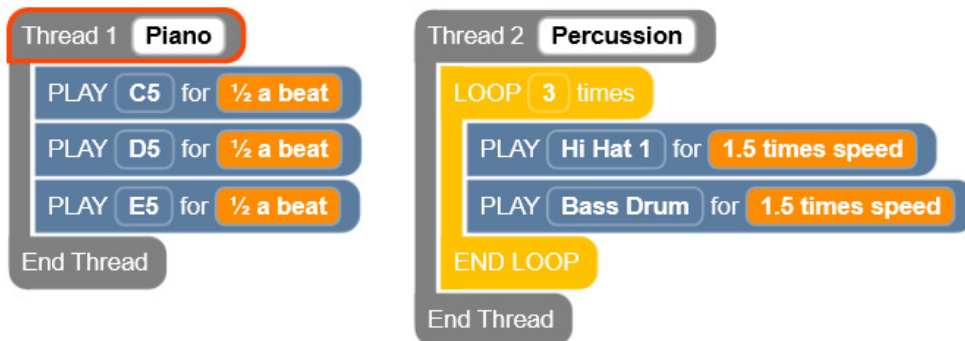 Thread 1 Piano
PLAY C5 for ½ a beat
PLAY D5 for ½ a beat
PLAY E5 for ½ a beat
End Thread
Thread 2 Percussion
LOOP 3 times
PLAY Hi Hat 1 for 1.5 times speed
PLAY Bass Drum for 1.5 times speed
END LOOP
End Thread